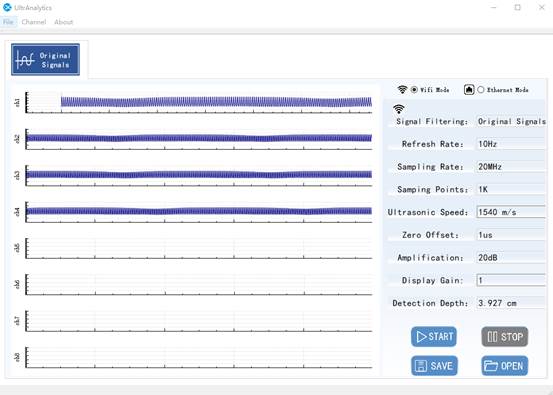 UltrAnalytics
File Channel About
Original
Signals
ch1
ch2
ch3
ch4
ch5
ch6
ch7
ch8
Wifi Mode Ethernet Mode
Signal Filtering: Original Signals
Refresh Rate: 10Hz
Sampling Rate: 20MHz
Samping Points: 1K
Ultrasonic Speed: 1540 m/s
Zero Offset: 1us
Amplification: 20dB
Display Gain: 1
Detection Depth: 3.927 cm
START STOP
SAVE OPEN